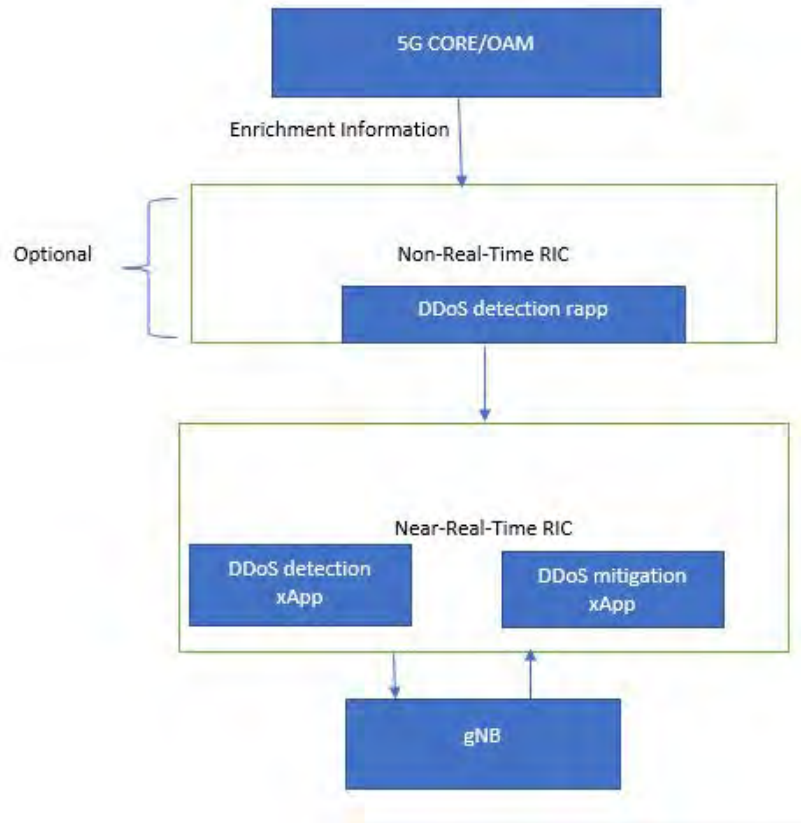 5G CORE/OAM
Enrichment Information
Optional
Non-Real-Time RIC
DDoS detection rapp
Near-Real-Time RIC
DDoS detection
xApp
DDoS mitigation
xApp
gNB